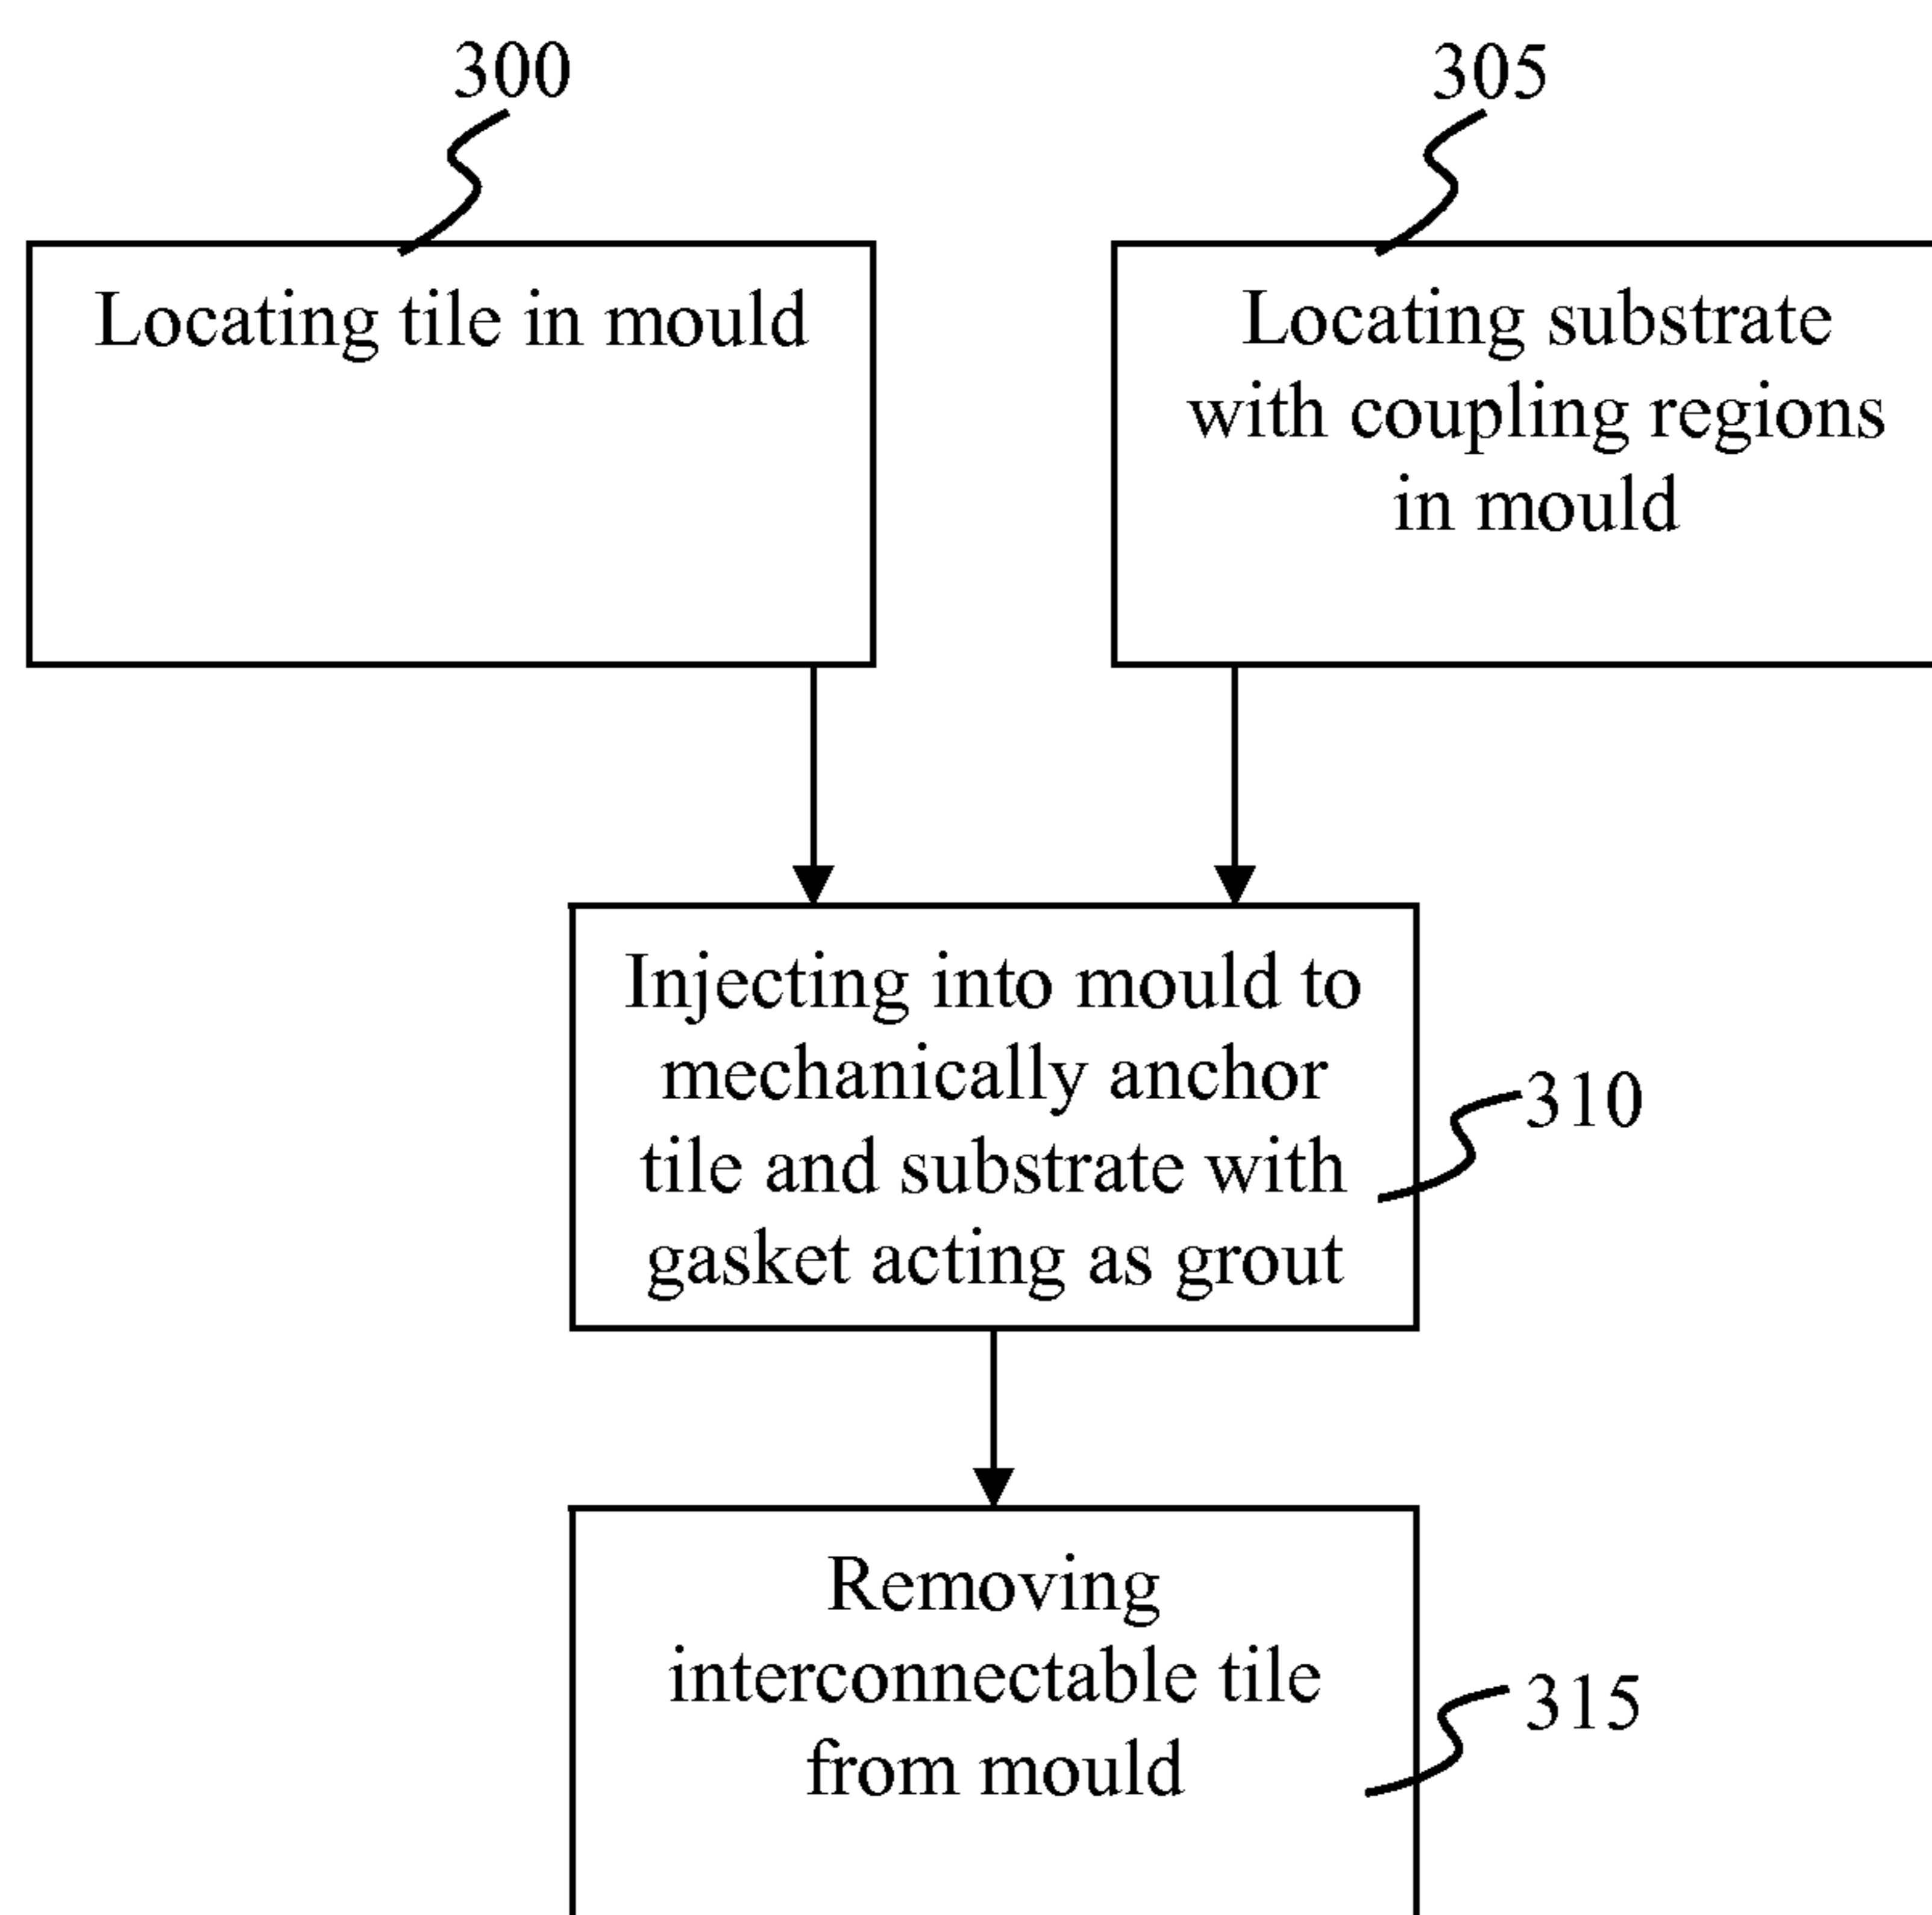 300
305
Locating tile in mould
Locating substrate
with coupling regions
in mould
Injecting into mould to
mechanically anchor
tile and substrate with
gasket acting as grout
310
Removing
interconnectable tile
from mould
315